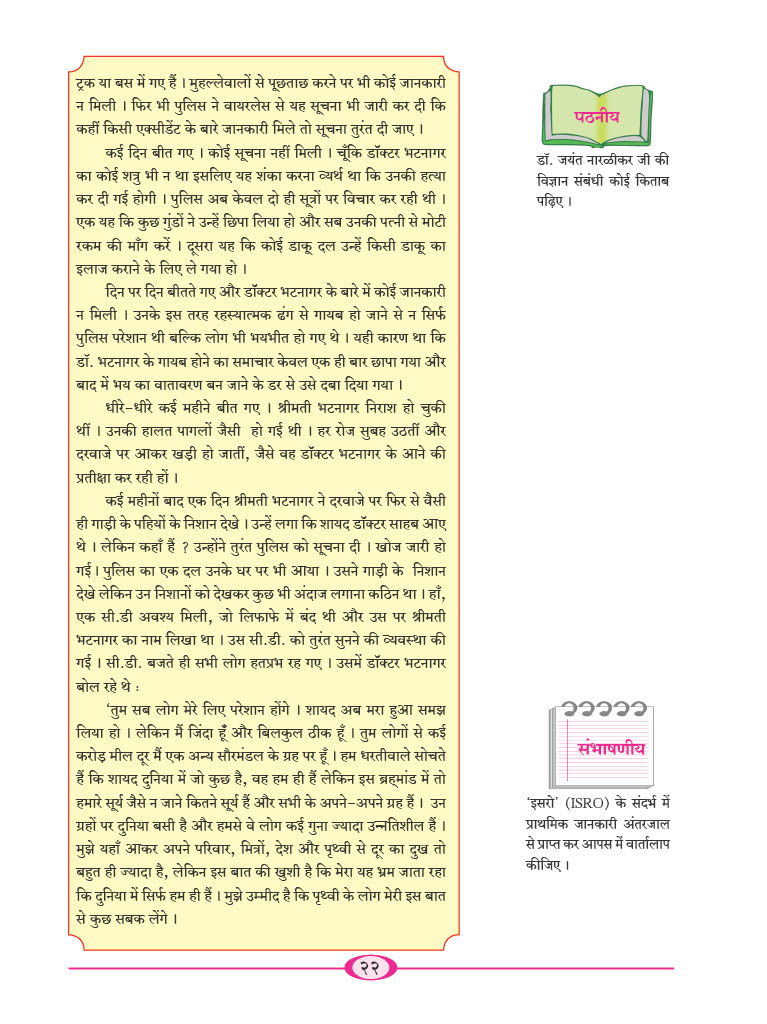 ट्रक या बस में गए हैं । मुहल्लेवालों से पूछताछ करने पर भी कोई जानकारी
न मिली । फिर भी पुलिस ने वायरलेस से यह सूचना भी जारी कर दी कि
कहीं किसी एक्सीडेंट के बारे जानकारी मिले तो सूचना तुरंत दी जाए ।
कई दिन बीत गए । कोई सूचना नहीं मिली । चूँकि डॉक्टर भटनागर
का कोई शत्रु भी न था इसलिए यह शंका करना व्यर्थ था कि उनकी हत्या
कर दी गई होगी । पुलिस अब केवल दो ही सूत्रों पर विचार कर रही थी ।
एक यह कि कुछ गुंडों ने उन्हें छिपा लिया हो और सब उनकी पत्नी से मोटी
रकम की माँग करें । दूसरा यह कि कोई डाकू दल उन्हें किसी डाकू का
इलाज कराने के लिए ले गया हो ।
दिन पर दिन बीतते गए और डॉक्टर भटनागर के बारे में कोई जानकारी
न मिली । उनके इस तरह रहस्यात्मक ढंग से गायब हो जाने से न सिर्फ
पुलिस परेशान थी बल्कि लोग भी भयभीत हो गए थे । यही कारण था कि
डॉ. भटनागर के गायब होने का समाचार केवल एक ही बार छापा गया और
बाद में भय का वातावरण बन जाने के डर से उसे दबा दिया गया ।
धीरे-धीरे कई महीने बीत गए । श्रीमती भटनागर निराश हो चुकी
थीं । उनकी हालत पागलों जैसी हो गई थी । हर रोज सुबह उठतीं और
दरवाजे पर आकर खड़ी हो जातीं, जैसे वह डॉक्टर भटनागर के आने की
प्रतीक्षा कर रही हों ।
कई महीनों बाद एक दिन श्रीमती भटनागर ने दरवाजे पर फिर से वैसी
ही गाड़ी के पहियों के निशान देखे । उन्हें लगा कि शायद डॉक्टर साहब आए
थे । लेकिन कहाँ हैं ? उन्होंने तुरंत पुलिस को सूचना दी । खोज जारी हो
गई। पुलिस का एक दल उनके घर पर भी आया । उसने गाड़ी के निशान
देखे लेकिन उन निशानों को देखकर कुछ भी अंदाज लगाना कठिन था । हाँ,
एक सी.डी अवश्य मिली, जो लिफाफे में बंद थी और उस पर श्रीमती
भटनागर का नाम लिखा था । उस सी.डी. को तुरंत सुनने की व्यवस्था की
गई । सी.डी. बजते ही सभी लोग हतप्रभ रह गए । उसमें डॉक्टर भटनागर
बोल रहे थे :
‘तुम सब लोग मेरे लिए परेशान होंगे । शायद अब मरा हुआ समझ
लिया हो । लेकिन मैं जिंदा हूँ और बिलकुल ठीक हूँ । तुम लोगों से कई
करोड़ मील दूर मैं एक अन्य सौरमंडल के ग्रह पर हूँ । हम धरतीवाले सोचते
हैं कि शायद दुनिया में जो कुछ है, वह हम ही हैं लेकिन इस ब्रह्मांड में तो
हमारे सूर्य जैसे न जाने कितने सूर्य हैं और सभी के अपने-अपने ग्रह हैं । उन
ग्रहों पर दुनिया बसी है और हमसे वे लोग कई गुना ज्यादा उन्नतिशील हैं ।
मुझे यहाँ आकर अपने परिवार, मित्रों, देश और पृथ्वी से दूर का दुख तो
बहुत ही ज्यादा है, लेकिन इस बात की खुशी है कि मेरा यह भ्रम जाता रहा
कि दुनिया में सिर्फ हम ही हैं । मुझे उम्मीद है कि पृथ्वी के लोग मेरी इस बात
से कुछ सबक लेंगे ।
पठनीय
डॉ. जयंत नारळीकर जी की
विज्ञान संबंधी कोई किताब
पढ़िए ।
संभाषणीय
‘इसरो’ (ISRO) के संदर्भ में
प्राथमिक जानकारी अंतरजाल
से प्राप्त कर आपस में वार्तालाप
कीजिए ।
२२